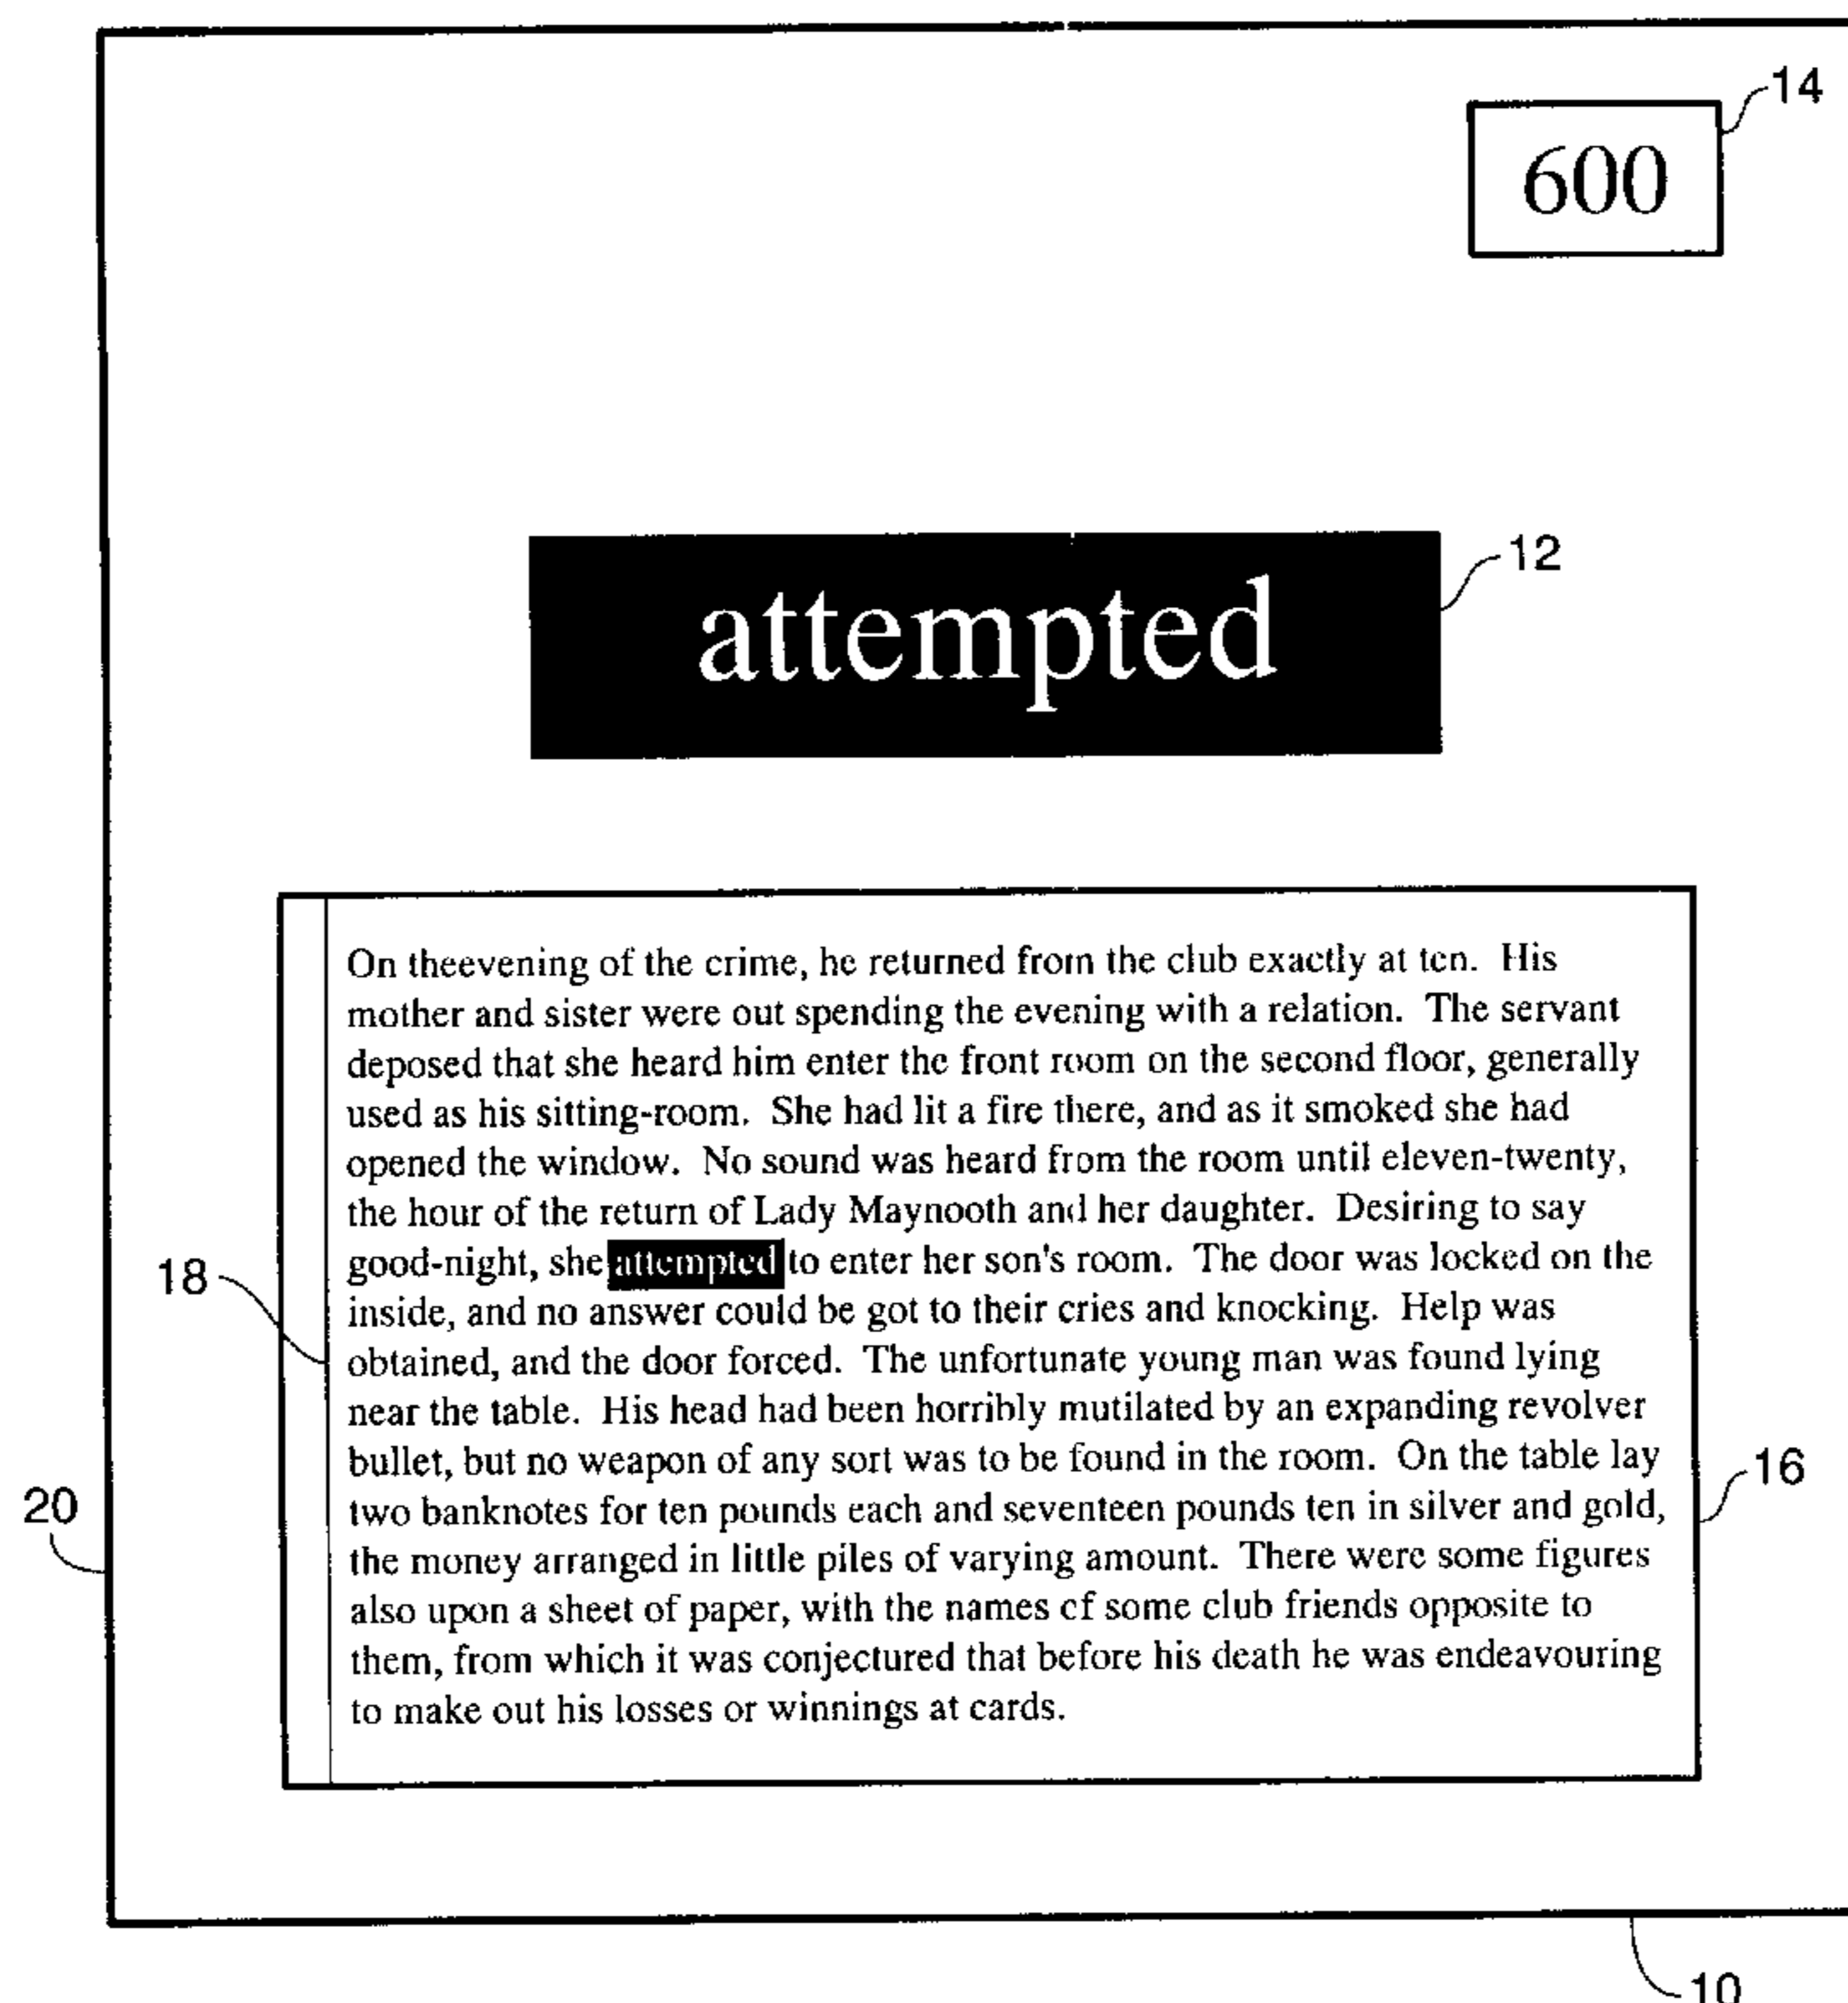 14
600
12
attempted
On theevening of the crime, he returned from the club exactly at ten. His
mother and sister were out spending the evening with a relation. The servant
deposed that she heard him enter the front room on the second floor, generally
used as his sitting-room. She had lit a fire there, and as it smoked she had
opened the window. No sound was heard from the room until eleven-twenty,
the hour of the return of Lady Maynooth and her daughter. Desiring to say
good-night, she attempted to enter her son's room. The door was locked on the
18
inside, and no answer could be got to their cries and knocking. Help was
obtained, and the door forced. The unfortunate young man was found lying
near the table. His head had been horribly mutilated by an expanding revolver
bullet, but no weapon of any sort was to be found in the room. On the table lay
16
20
two banknotes for ten pounds each and seventeen pounds ten in silver and gold,
the money arranged in little piles of varying amount. There were some figures
also upon a sheet of paper, with the names of some club friends opposite to
them, from which it was conjectured that before his death he was endeavouring
to make out his losses or winnings at cards.
10